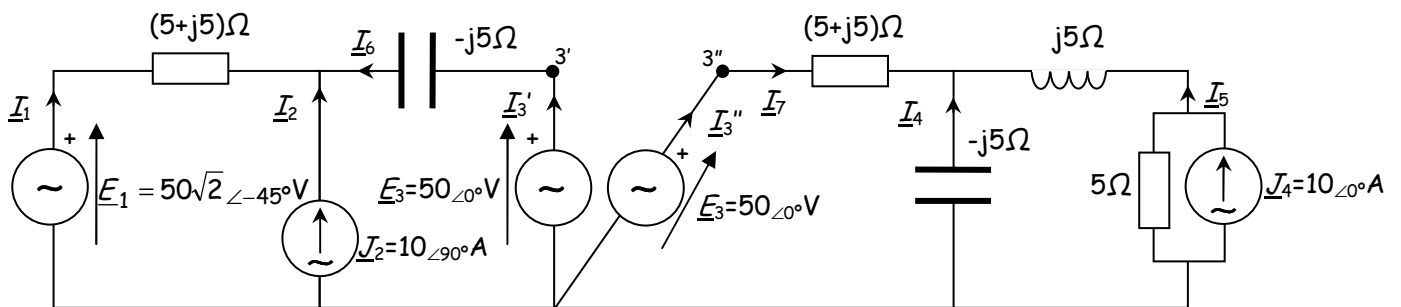 (5+j5)Ω
I₆
-j5Ω
3'
3"
(5+j5)Ω
j5Ω
I₁
I₂
I₃'
I₇
I₃"
I₄
I₅
+
+
+
-j5Ω
~
E₁ = 50√2∠-45°V
E₃=50∠0°V
~
~
E₃=50∠0°V
5Ω
~
J₄=10∠0°A
~
J₂=10∠90°A